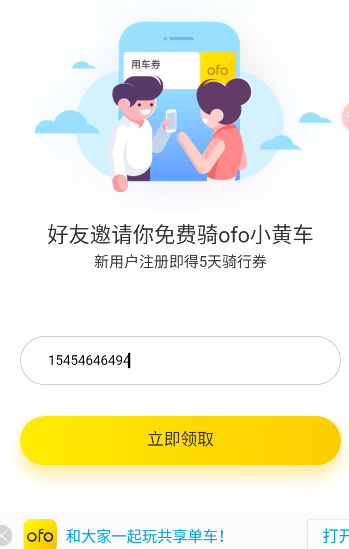 用车券
ofo
好友邀请你免费骑ofo小黄车
新用户注册即得5天骑行券
15454646494
立即领取
ofo
和大家一起玩共享单车！
打开